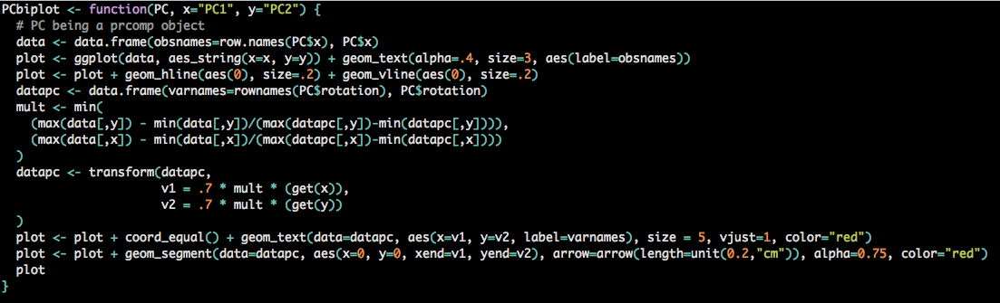 PCbiplot <- function(PC, x="PC1", y="PC2") {
  # PC being a prcomp object
  data <- data.frame(obsnames=row.names(PC$x), PC$x)
  plot <- ggplot(data, aes_string(x=x, y=y)) + geom_text(alpha=.4, size=3, aes(label=obsnames))
  plot <- plot + geom_hline(aes(0), size=.2) + geom_vline(aes(0), size=.2)
  datapc <- data.frame(varnames=rownames(PC$rotation), PC$rotation)
  mult <- min(
    (max(data[,y]) - min(data[,y])/(max(datapc[,y])-min(datapc[,y]))),
    (max(data[,x]) - min(data[,x])/(max(datapc[,x])-min(datapc[,x])))
  )
  datapc <- transform(datapc,
                      v1 = .7 * mult * (get(x)),
                      v2 = .7 * mult * (get(y))
  )
  plot <- plot + coord_equal() + geom_text(data=datapc, aes(x=v1, y=v2, label=varnames), size = 5, vjust=1, color="red")
  plot <- plot + geom_segment(data=datapc, aes(x=0, y=0, xend=v1, yend=v2), arrow=arrow(length=unit(0.2,"cm")), alpha=0.75, color="red")
  plot
}